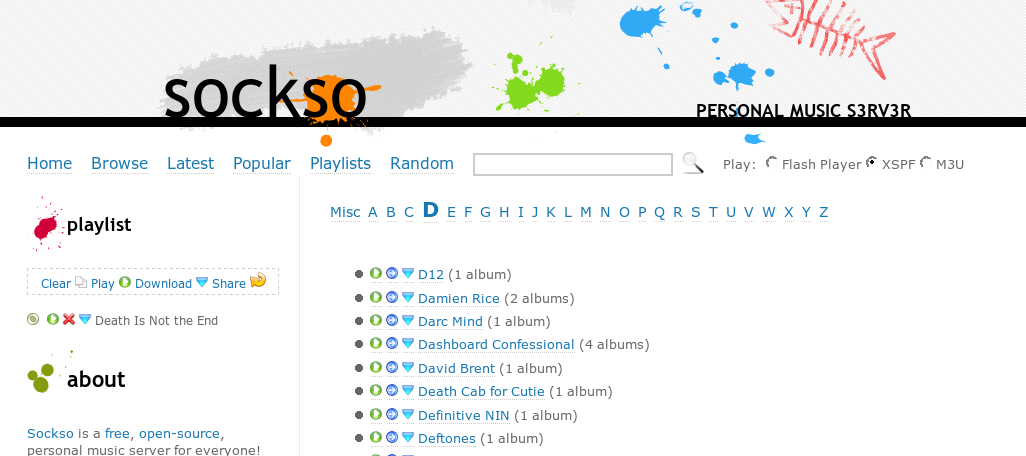 sockso
PERSONAL MUSIC S3RV3R
Home Browse Latest Popular Playlists Random Play: Flash Player XSPF M3U
playlist
Clear Play Download Share
Death Is Not the End
about
Sockso is a free, open-source,
personal music server for everyone!
Misc A B C D E F G H I J K L M N O P Q R S T U V W X Y Z
D12 (1 album)
Damien Rice (2 albums)
Darc Mind (1 album)
Dashboard Confessional (4 albums)
David Brent (1 album)
Death Cab for Cutie (1 album)
Definitive NIN (1 album)
Deftones (1 album)